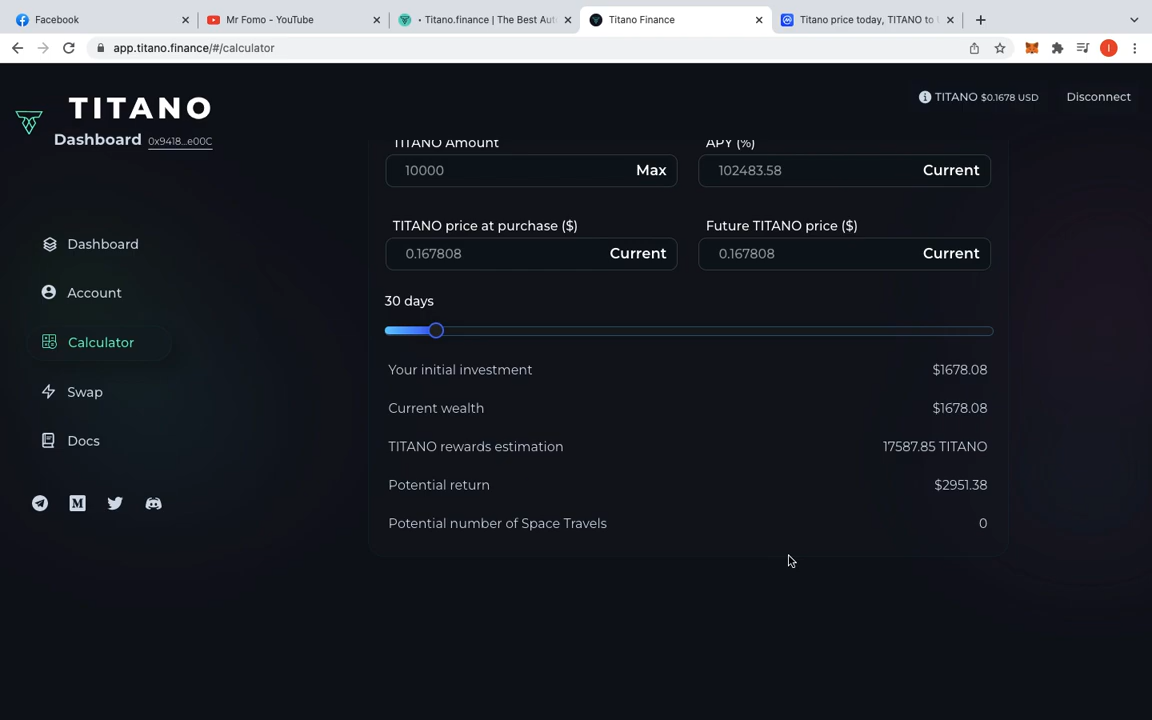 Facebook
Mr Fomo - YouTube
• Titano.finance | The Best Aut
Titano Finance
Titano price today, TITANO to
app.titano.finance/#/calculator
I
TITANO
Dashboard 0x9418...e00C
TITANO $0.1678 USD
Disconnect
Dashboard
Account
Calculator
Swap
Docs
TITANO Amount APY (%)
10000 Max 102483.58 Current
TITANO price at purchase ($) Future TITANO price ($)
0.167808 Current 0.167808 Current
30 days
Your initial investment $1678.08
Current wealth $1678.08
TITANO rewards estimation 17587.85 TITANO
Potential return $2951.38
Potential number of Space Travels 0